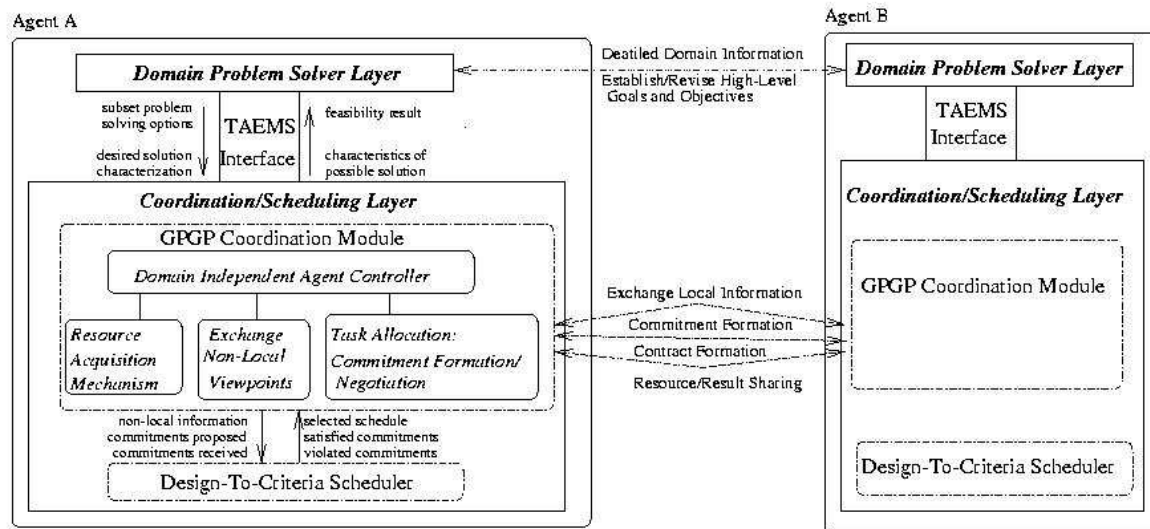 Agent A
Agent B
Domain Problem Solver Layer
Deatiled Domain Information
Establish/Revise High-Level
Goals and Objectives
Domain Problem Solver Layer
subset problem
solving options
desired solution
characterization
TAEMS
Interface
feasibility result
characteristics of
possible solution
TAEMS
Interface
Coordination/Scheduling Layer
GPGP Coordination Module
Domain Independent Agent Controller
Resource
Acquisition
Mechanism
Exchange
Non-Local
Viewpoints
Task Allocation:
Commitment Formation/
Negotiation
non-local information
commitments proposed
commitments received
selected schedule
satisfied commitments
violated commitments
Design-To-Criteria Scheduler
Exchange Local Information
Commitment Formation
Contract Formation
Resource/Result Sharing
Coordination/Scheduling Layer
GPGP Coordination Module
Design-To-Criteria Scheduler